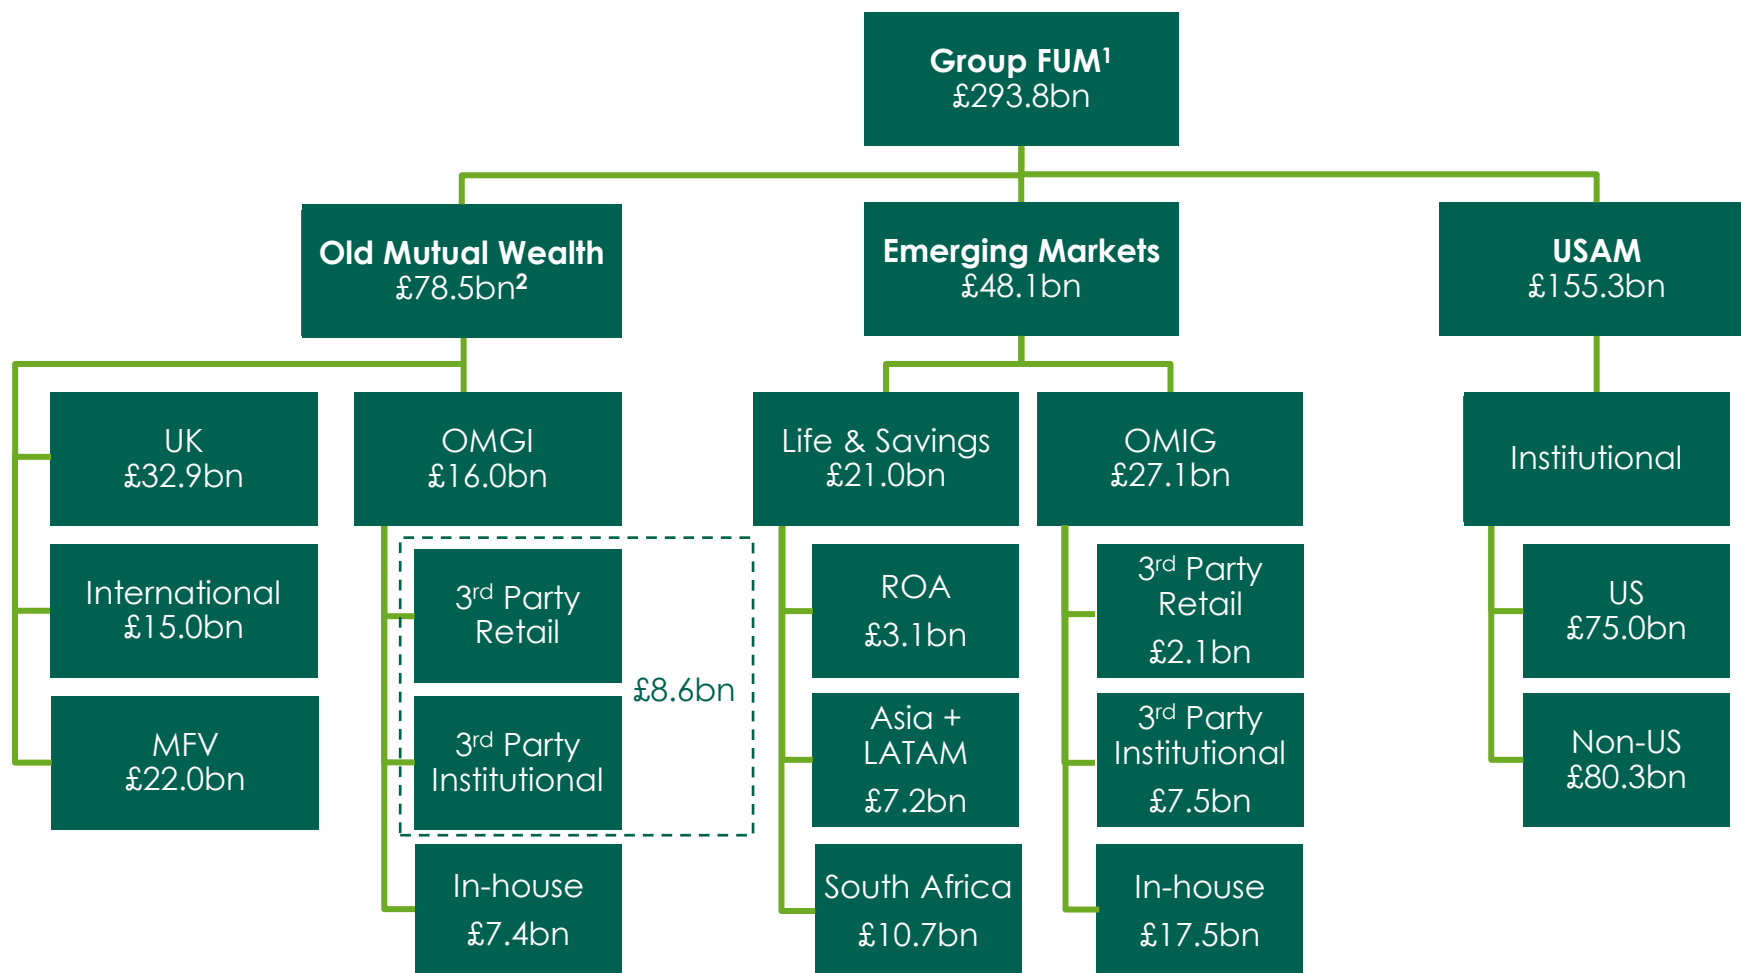 Group FUM¹
£293.8bn
Old Mutual Wealth
£78.5bn²
Emerging Markets
£48.1bn
USAM
£155.3bn
UK
£32.9bn
International
£15.0bn
MFV
£22.0bn
OMGI
£16.0bn
3rd Party
Retail
3rd Party
Institutional
£8.6bn
In-house
£7.4bn
Life & Savings
£21.0bn
ROA
£3.1bn
Asia +
LATAM
£7.2bn
South Africa
£10.7bn
OMIG
£27.1bn
3rd Party
Retail
£2.1bn
3rd Party
Institutional
£7.5bn
In-house
£17.5bn
Institutional
US
£75.0bn
Non-US
£80.3bn